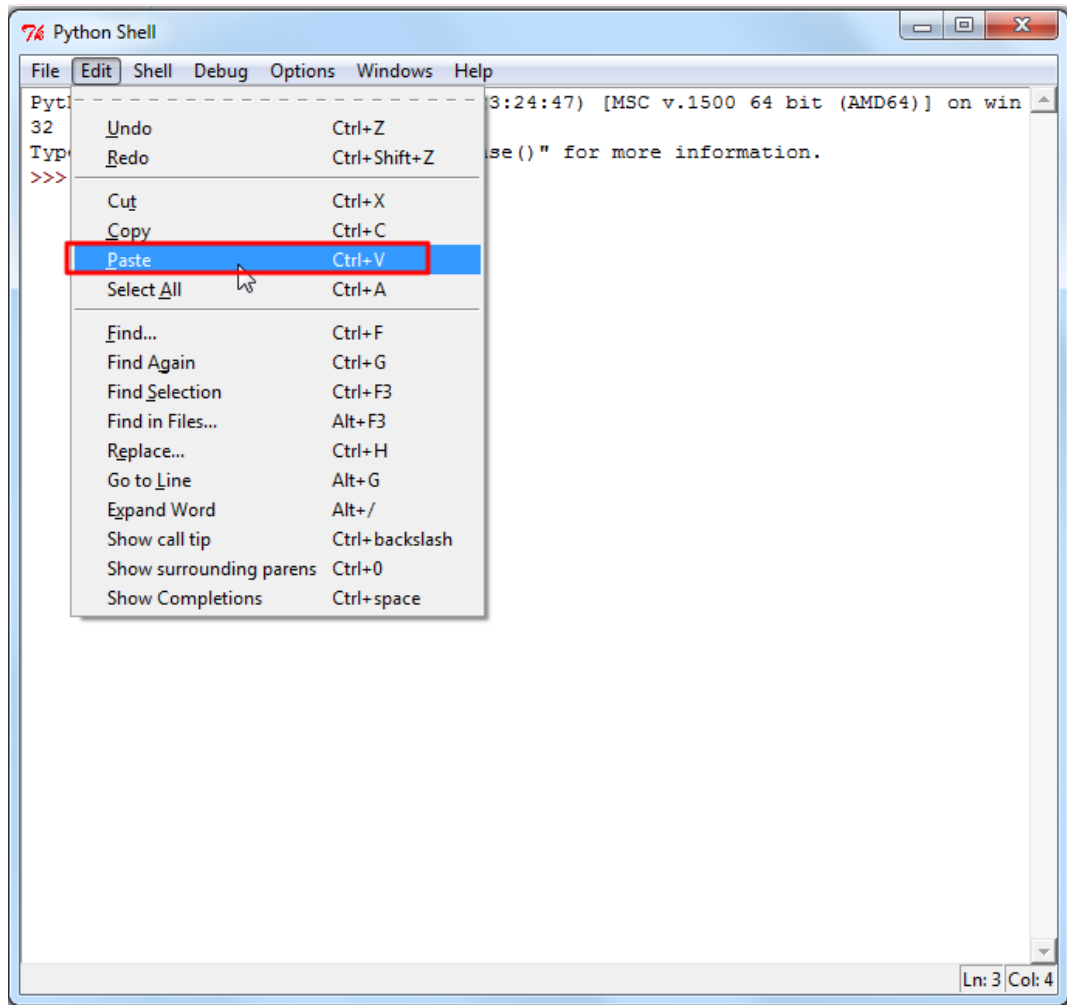 Python Shell
File Edit Shell Debug Options Windows Help
3:24:47) [MSC v.1500 64 bit (AMD64)] on win
32
for more information.
>>>
Undo Ctrl+Z
Redo Ctrl+Shift+Z
Cut Ctrl+X
Copy Ctrl+C
Paste Ctrl+V
Select All Ctrl+A
Find... Ctrl+F
Find Again Ctrl+G
Find Selection Ctrl+F3
Find in Files... Alt+F3
Replace... Ctrl+H
Go to Line Alt+G
Expand Word Alt+/
Show call tip Ctrl+backslash
Show surrounding parens Ctrl+0
Show Completions Ctrl+space
Ln: 3 Col: 4